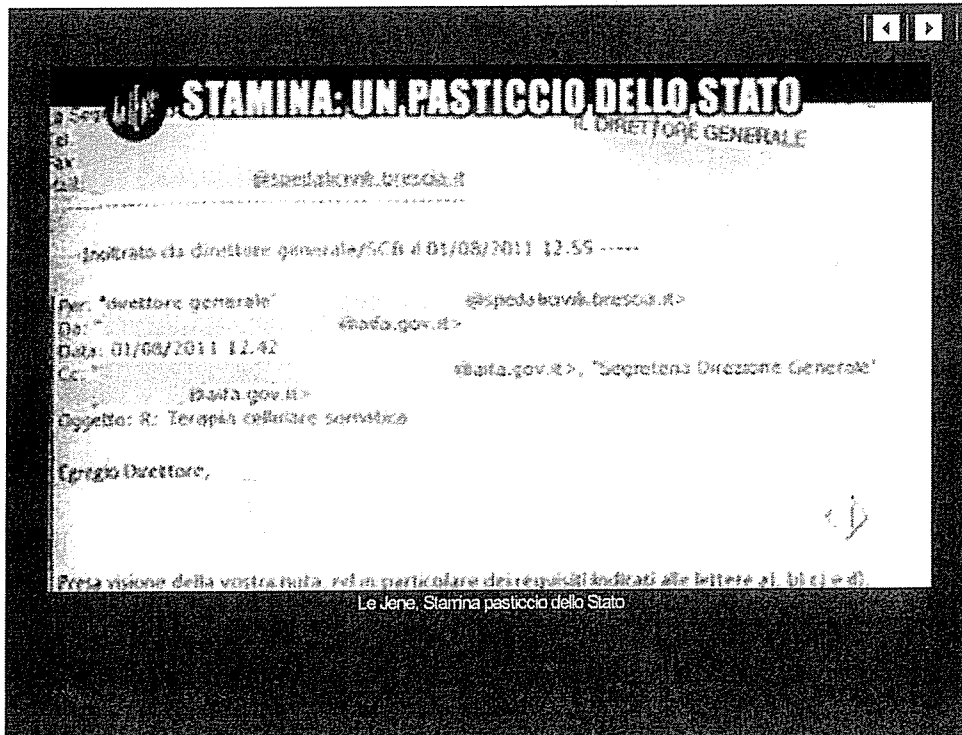 STAMINA: UN PASTICCIO DELLO STATO
IL DIRETTORE GENERALE
@spedalicivili.brescia.it
Inoltrato da direttore generale/SCB il 01/08/2011 12.55 -----
Per: "direttore generale" @spedalicivili.brescia.it>
Da: " @aifa.gov.it>
Data: 01/08/2011 12.42
Cc: " @aifa.gov.it>, "Segreteria Direzione Generale"
@aifa.gov.it>
Oggetto: R: Terapia cellulare somatica
Egregio Direttore,
Presa visione della vostra nota, ed in particolare dei requisiti indicati alle lettere a), b) c) e d),
Le Jene, Stamina pasticcio dello Stato